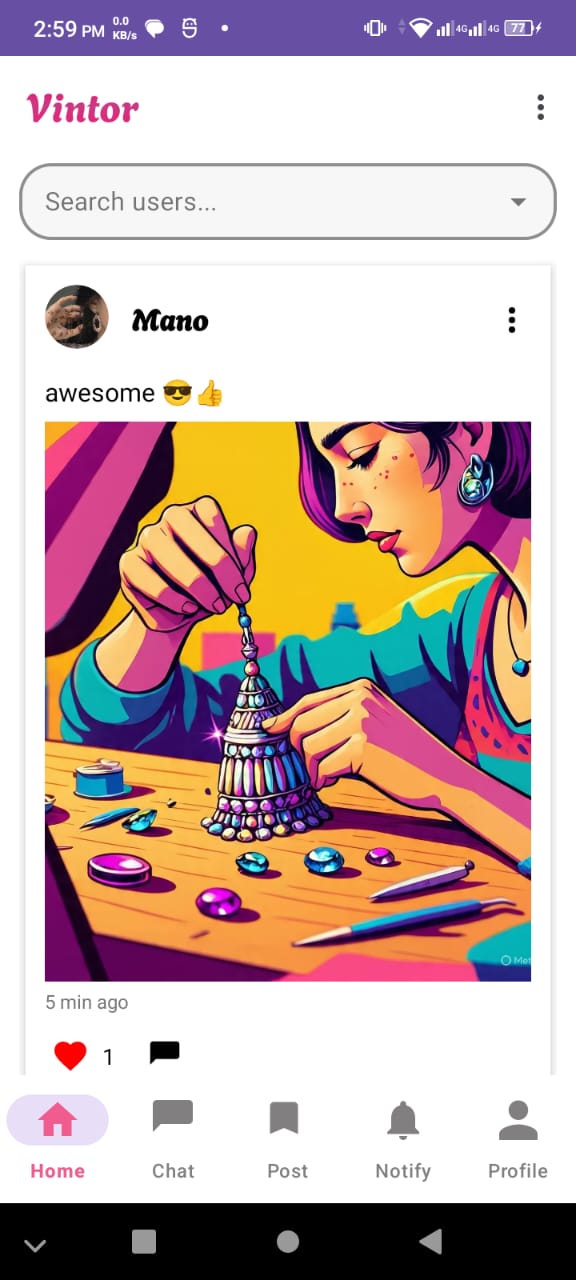 2:59 PM 0.0 KB/s 4G 4G 77
Vintor
Search users...
Mano
awesome 😎👍
Met
5 min ago
1
Home Chat Post Notify Profile